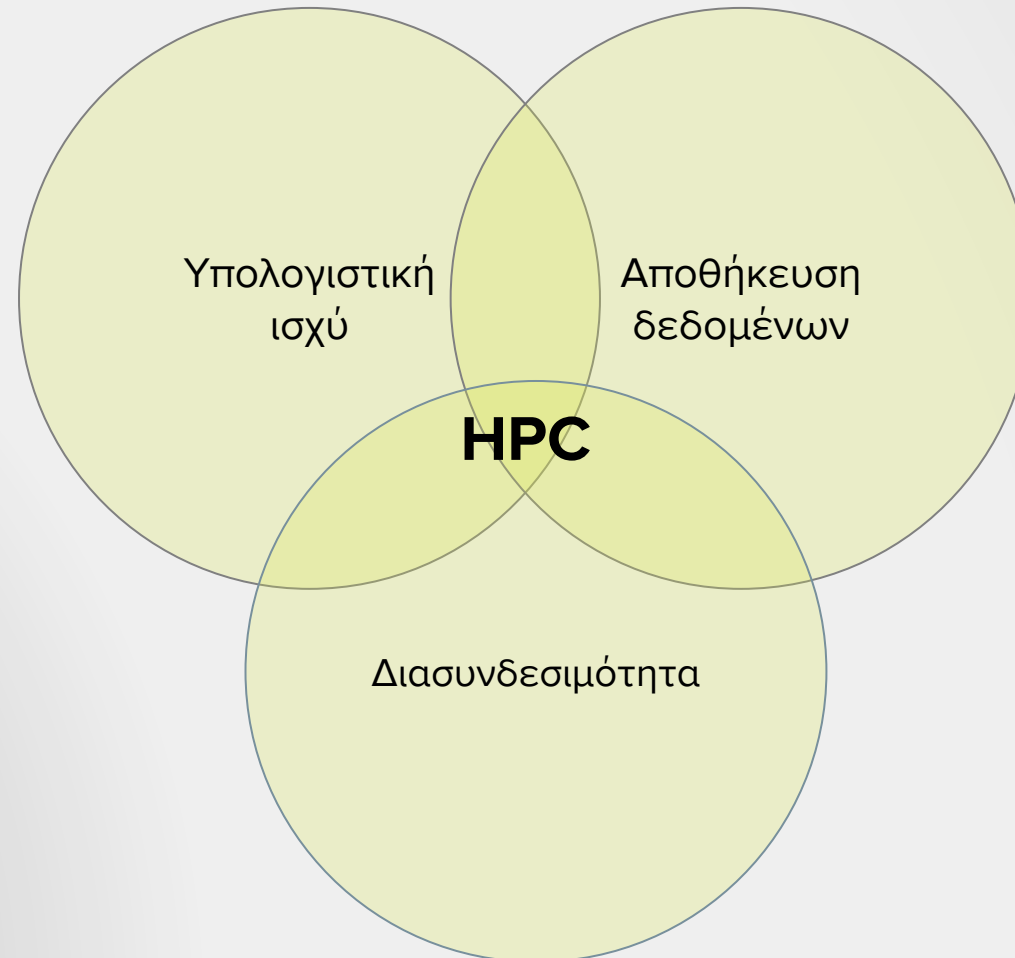 Υπολογιστική
ισχύ
Αποθήκευση
δεδομένων
HPC
Διασυνδεσιμότητα